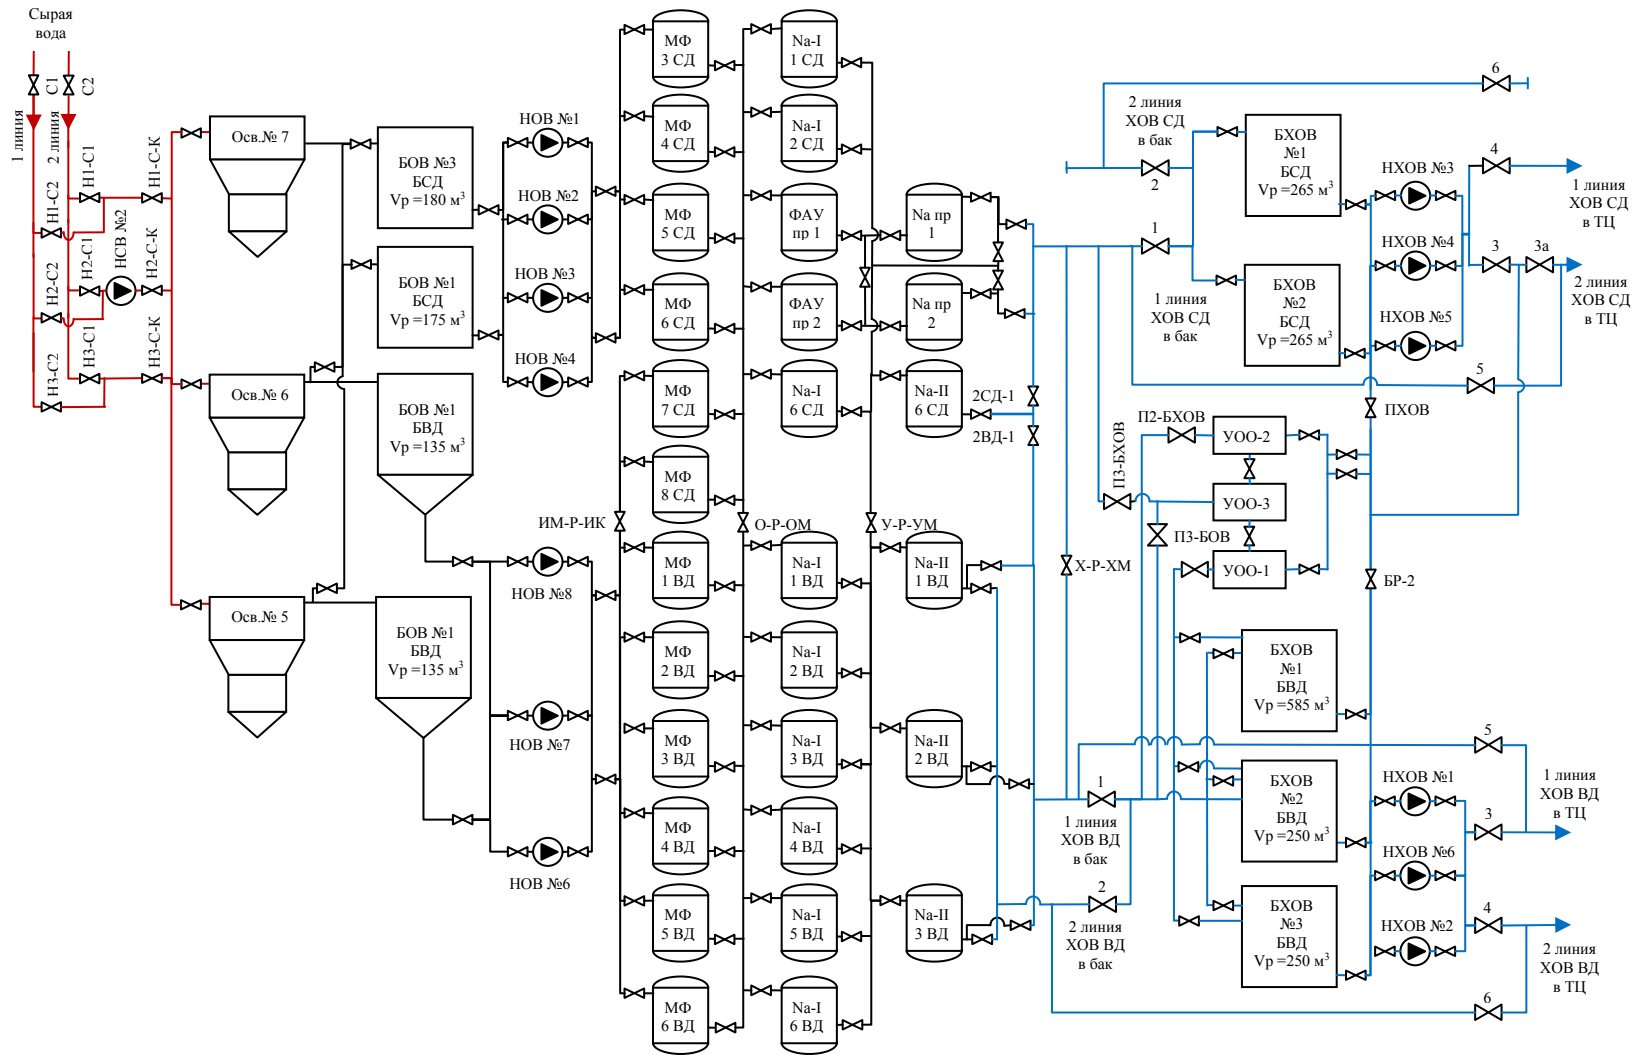 Сырая
вода
С1
С2
1 линия
2 линия
Н1-С1
Н1-С2
Н1-С-К
Н2-С1
Н2-С2
НСВ №2
Н2-С-К
Н3-С1
Н3-С2
Н3-С-К
Осв.№ 7
Осв.№ 6
Осв.№ 5
БОВ №3
БСД
Vр =180 м³
БОВ №1
БСД
Vр =175 м³
БОВ №1
БВД
Vр =135 м³
БОВ №1
БВД
Vр =135 м³
НОВ №1
НОВ №2
НОВ №3
НОВ №4
НОВ №8
НОВ №7
НОВ №6
МФ
3 СД
МФ
4 СД
МФ
5 СД
МФ
6 СД
МФ
7 СД
МФ
8 СД
ИМ-Р-ИК
МФ
1 ВД
МФ
2 ВД
МФ
3 ВД
МФ
4 ВД
МФ
5 ВД
МФ
6 ВД
Na-I
1 СД
Na-I
2 СД
ФАУ
пр 1
ФАУ
пр 2
Na-I
6 СД
О-Р-ОМ
Na-I
1 ВД
Na-I
2 ВД
Na-I
3 ВД
Na-I
4 ВД
Na-I
5 ВД
Na-I
6 ВД
Na пр
1
Na пр
2
Na-II
6 СД
У-Р-УМ
Na-II
1 ВД
Na-II
2 ВД
Na-II
3 ВД
2СД-1
2ВД-1
Х-Р-ХМ
П3-БХОВ
П2-БХОВ
П3-БОВ
УОО-2
УОО-3
УОО-1
6
2 линия
ХОВ СД
в бак
2
1
1 линия
ХОВ СД
в бак
БХОВ
№1
БСД
Vр =265 м³
БХОВ
№2
БСД
Vр =265 м³
НХОВ №3
НХОВ №4
НХОВ №5
4
1 линия
ХОВ СД
в ТЦ
3
3а
2 линия
ХОВ СД
в ТЦ
5
ПХОВ
БР-2
БХОВ
№1
БВД
Vр =585 м³
БХОВ
№2
БВД
Vр =250 м³
БХОВ
№3
БВД
Vр =250 м³
1
1 линия
ХОВ ВД
в бак
2
2 линия
ХОВ ВД
в бак
5
НХОВ №1
НХОВ №6
НХОВ №2
3
1 линия
ХОВ ВД
в ТЦ
4
2 линия
ХОВ ВД
в ТЦ
6